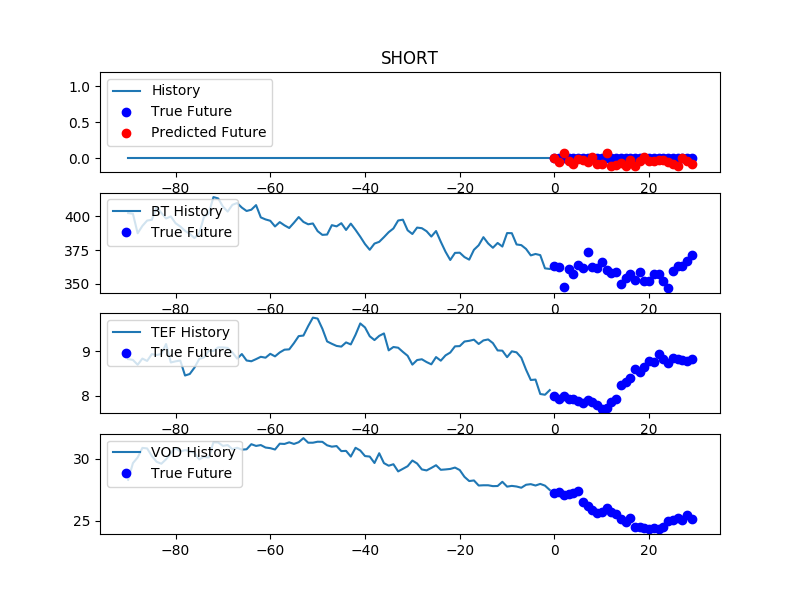 SHORT
1.0
0.5
0.0
History
True Future
Predicted Future
−80 −60 −40 −20 0 20
400
375
350
BT History
True Future
−80 −60 −40 −20 0 20
9
8
TEF History
True Future
−80 −60 −40 −20 0 20
30
25
VOD History
True Future
−80 −60 −40 −20 0 20